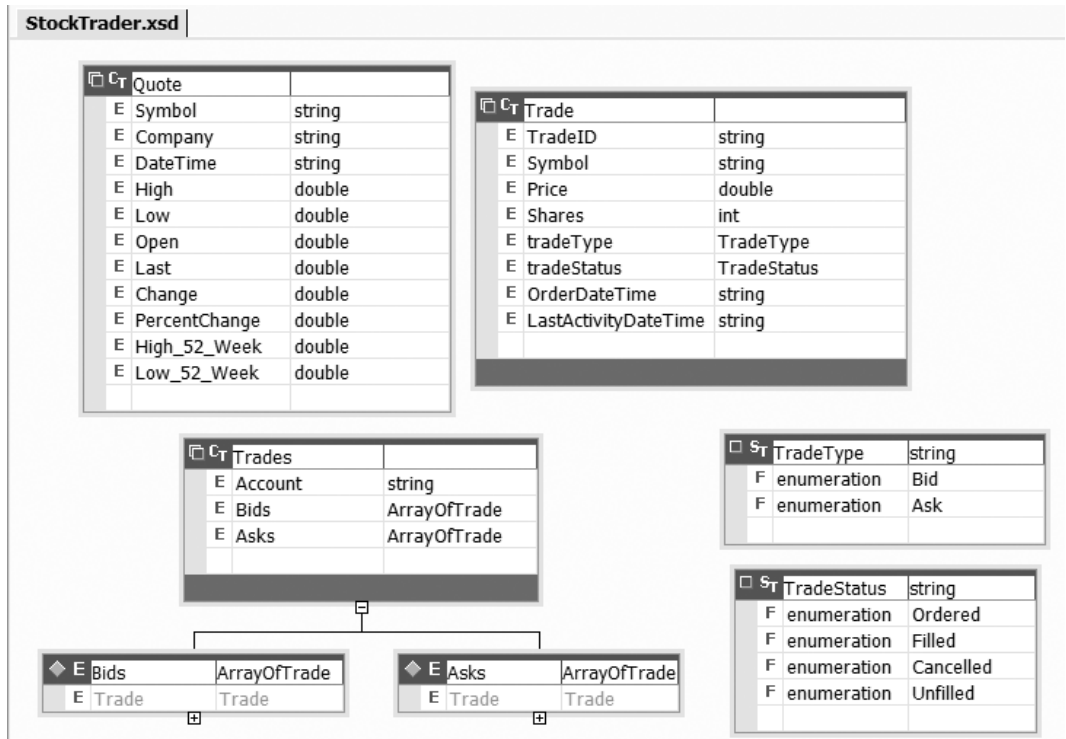 StockTrader.xsd
CT Quote
E Symbol string
E Company string
E DateTime string
E High double
E Low double
E Open double
E Last double
E Change double
E PercentChange double
E High_52_Week double
E Low_52_Week double
CT Trade
E TradeID string
E Symbol string
E Price double
E Shares int
E tradeType TradeType
E tradeStatus TradeStatus
E OrderDateTime string
E LastActivityDateTime string
CT Trades
E Account string
E Bids ArrayOfTrade
E Asks ArrayOfTrade
ST TradeType string
F enumeration Bid
F enumeration Ask
ST TradeStatus string
F enumeration Ordered
F enumeration Filled
F enumeration Cancelled
F enumeration Unfilled
E Bids ArrayOfTrade
E Trade Trade
E Asks ArrayOfTrade
E Trade Trade